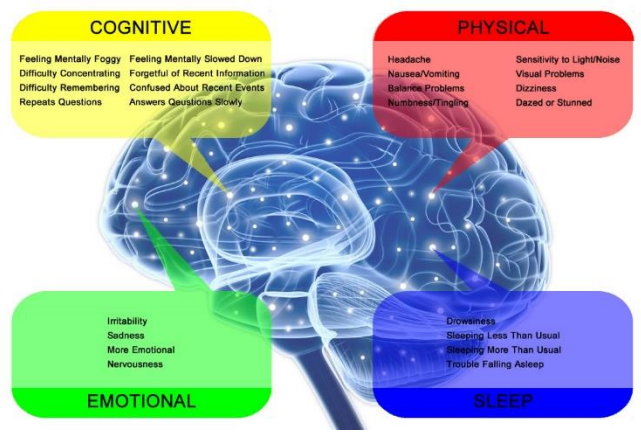 COGNITIVE
Feeling Mentally Foggy Feeling Mentally Slowed Down
Difficulty Concentrating Forgetful of Recent Information
Difficulty Remembering Confused About Recent Events
Repeats Questions Answers Qeustions Slowly
PHYSICAL
Headache Sensitivity to Light/Noise
Nausea/Vomiting Visual Problems
Balance Problems Dizziness
Numbness/Tingling Dazed or Stunned
Irritability
Sadness
More Emotional
Nervousness
EMOTIONAL
Drowsiness
Sleeping Less Than Usual
Sleeping More Than Usual
Trouble Falling Asleep
SLEEP